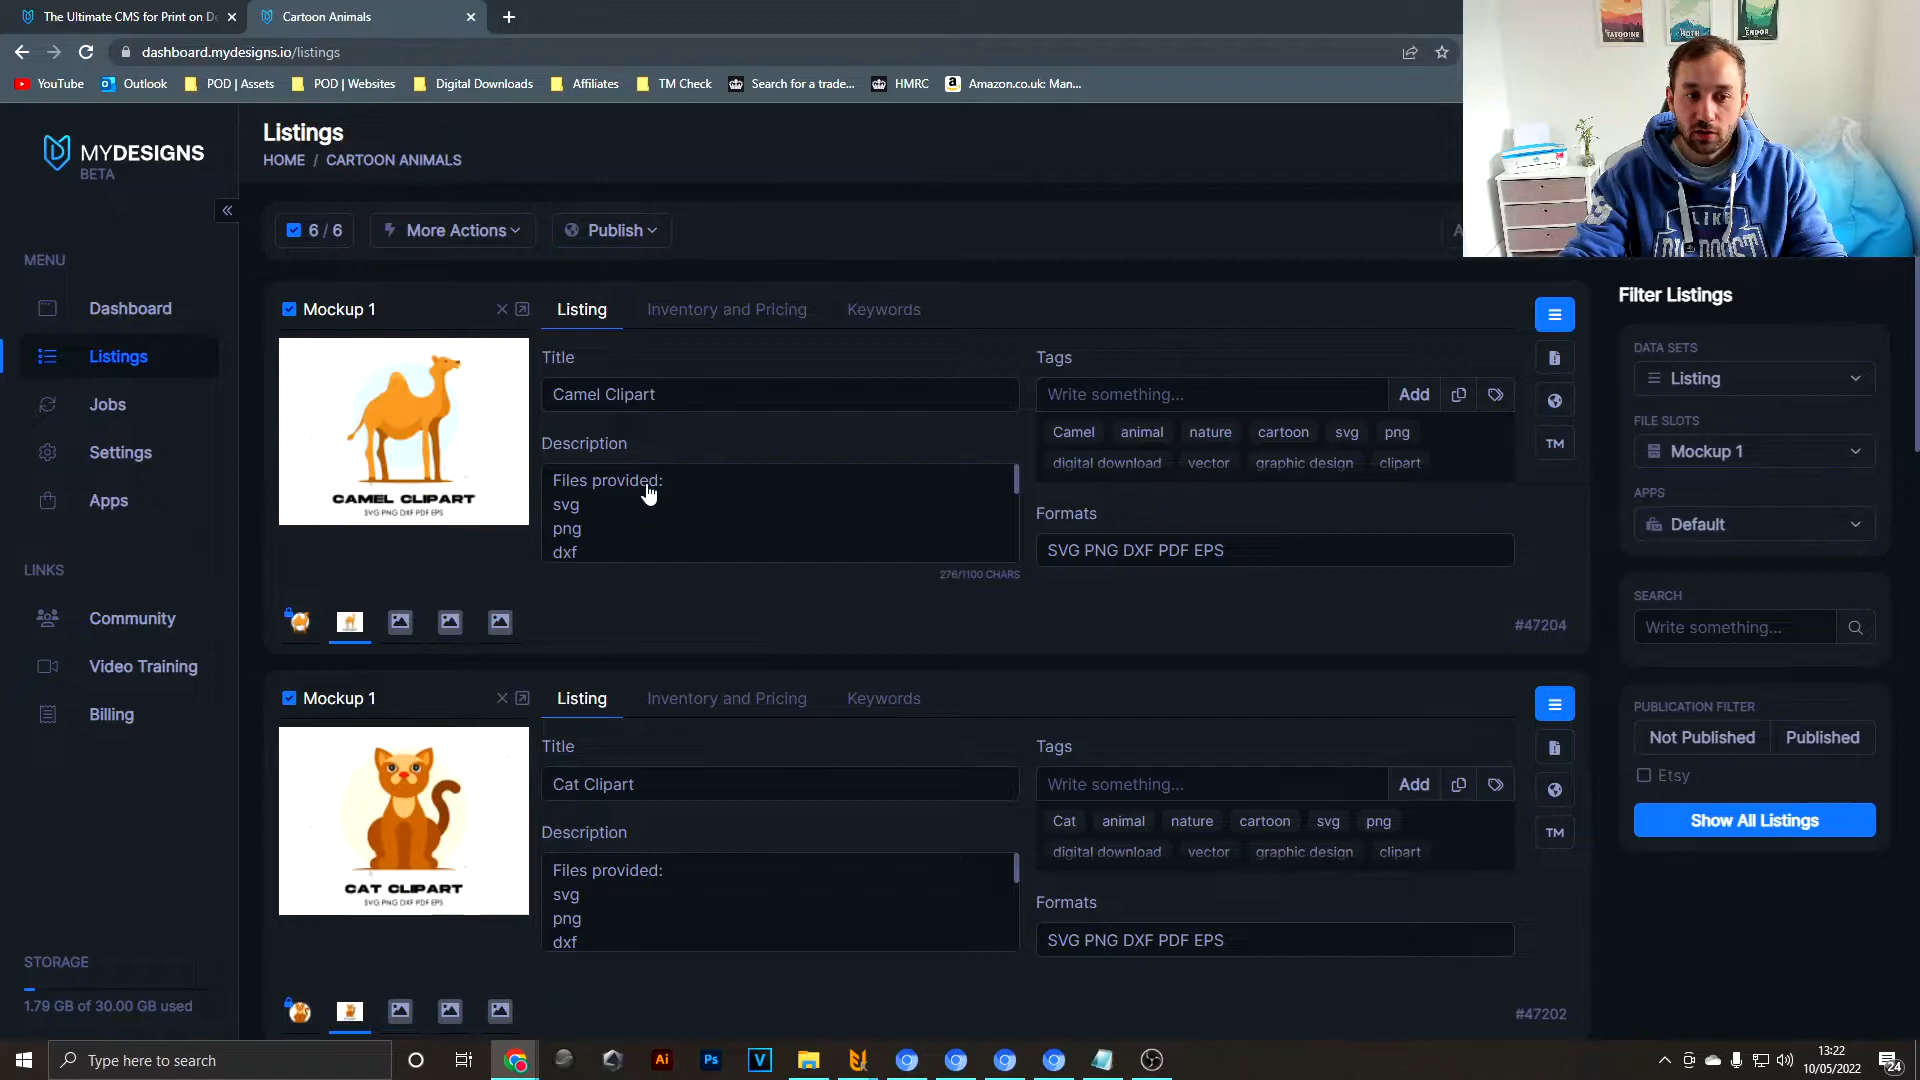 The Ultimate CMS for Print on De
Cartoon Animals
dashboard.mydesigns.io/listings
YouTube
Outlook
POD | Assets
POD | Websites
Digital Downloads
Affiliates
TM Check
Search for a trade...
HMRC
Amazon.co.uk: Man...
TATOOINE
HOTH
ENDOR
MYDESIGNS
BETA
Listings
HOME / CARTOON ANIMALS
6 / 6
More Actions
Publish
MENU
Dashboard
Listings
Jobs
Settings
Apps
LINKS
Community
Video Training
Billing
STORAGE
1.79 GB of 30.00 GB used
Mockup 1
Listing
Inventory and Pricing
Keywords
Title
Camel Clipart
Description
Files provided:
svg
png
dxf
276/1100 CHARS
Tags
Write something...
Add
Camel animal nature cartoon svg png
digital download vector graphic design clipart
Formats
SVG PNG DXF PDF EPS
CAMEL CLIPART
SVG PNG DXF PDF EPS
TM
#47204
Mockup 1
Listing
Inventory and Pricing
Keywords
Title
Cat Clipart
Description
Files provided:
svg
png
dxf
Tags
Write something...
Add
Cat animal nature cartoon svg png
digital download vector graphic design clipart
Formats
SVG PNG DXF PDF EPS
CAT CLIPART
SVG PNG DXF PDF EPS
TM
#47202
Filter Listings
DATA SETS
Listing
FILE SLOTS
Mockup 1
APPS
Default
SEARCH
Write something...
PUBLICATION FILTER
Not Published
Published
Etsy
Show All Listings
Type here to search
Ai
Ps
V
13:22
10/05/2022
24